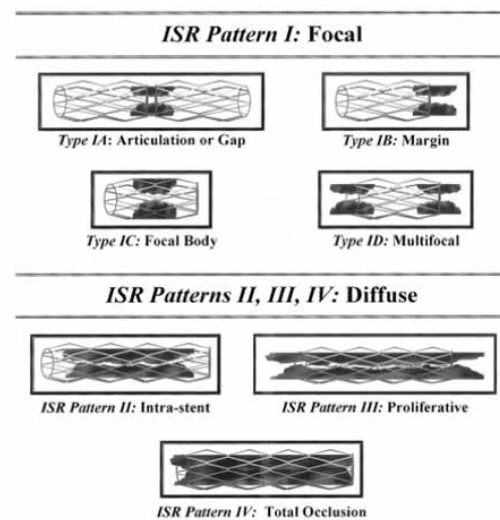 ISR Pattern I: Focal
Type IA: Articulation or Gap
Type IB: Margin
Type IC: Focal Body
Type ID: Multifocal
ISR Patterns II, III, IV: Diffuse
ISR Pattern II: Intra-stent
ISR Pattern III: Proliferative
ISR Pattern IV: Total Occlusion